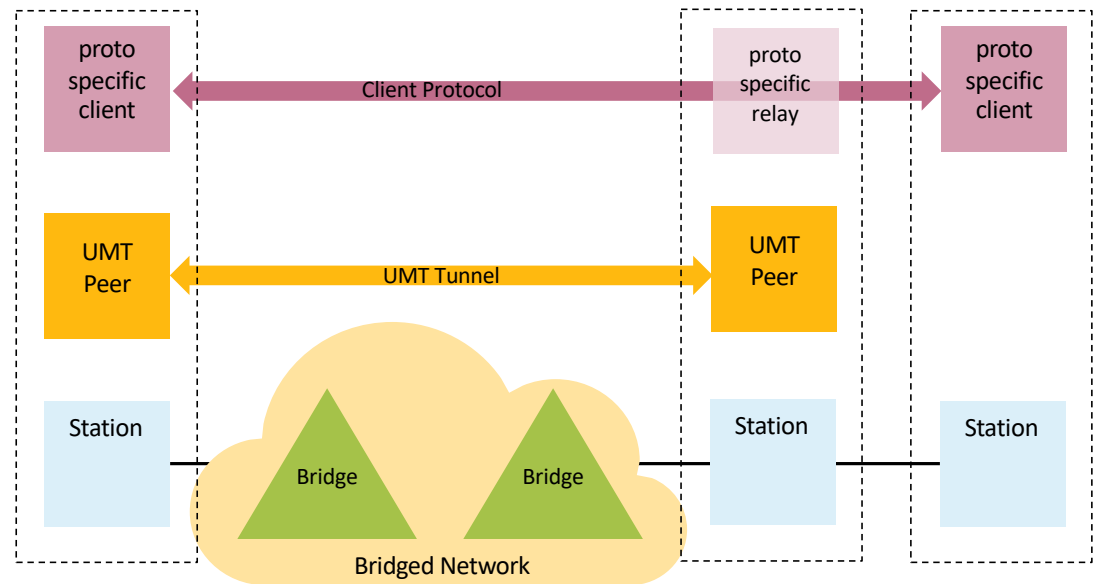 proto
specific
client
Client Protocol
proto
specific
relay
proto
specific
client
UMT
Peer
UMT Tunnel
UMT
Peer
Station
Bridge
Bridge
Station
Station
Bridged Network